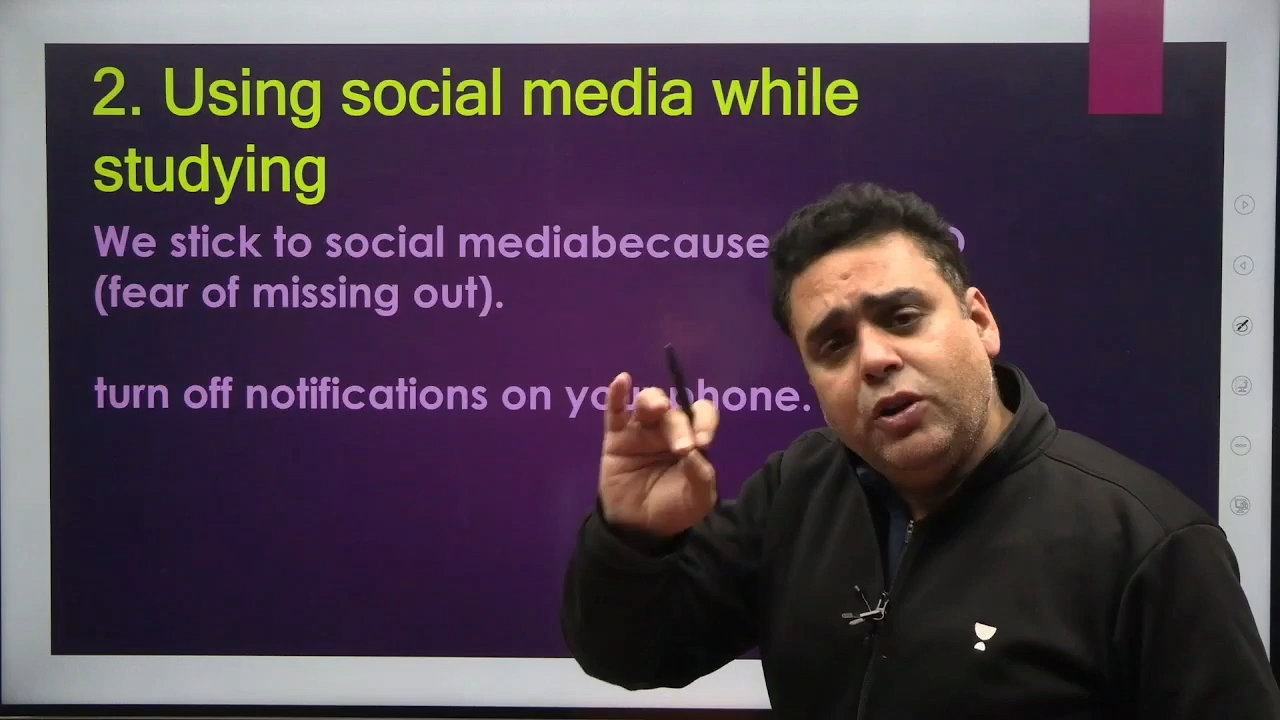 2. Using social media while
studying
We stick to social mediabecause
(fear of missing out).
turn off notifications on your phone.